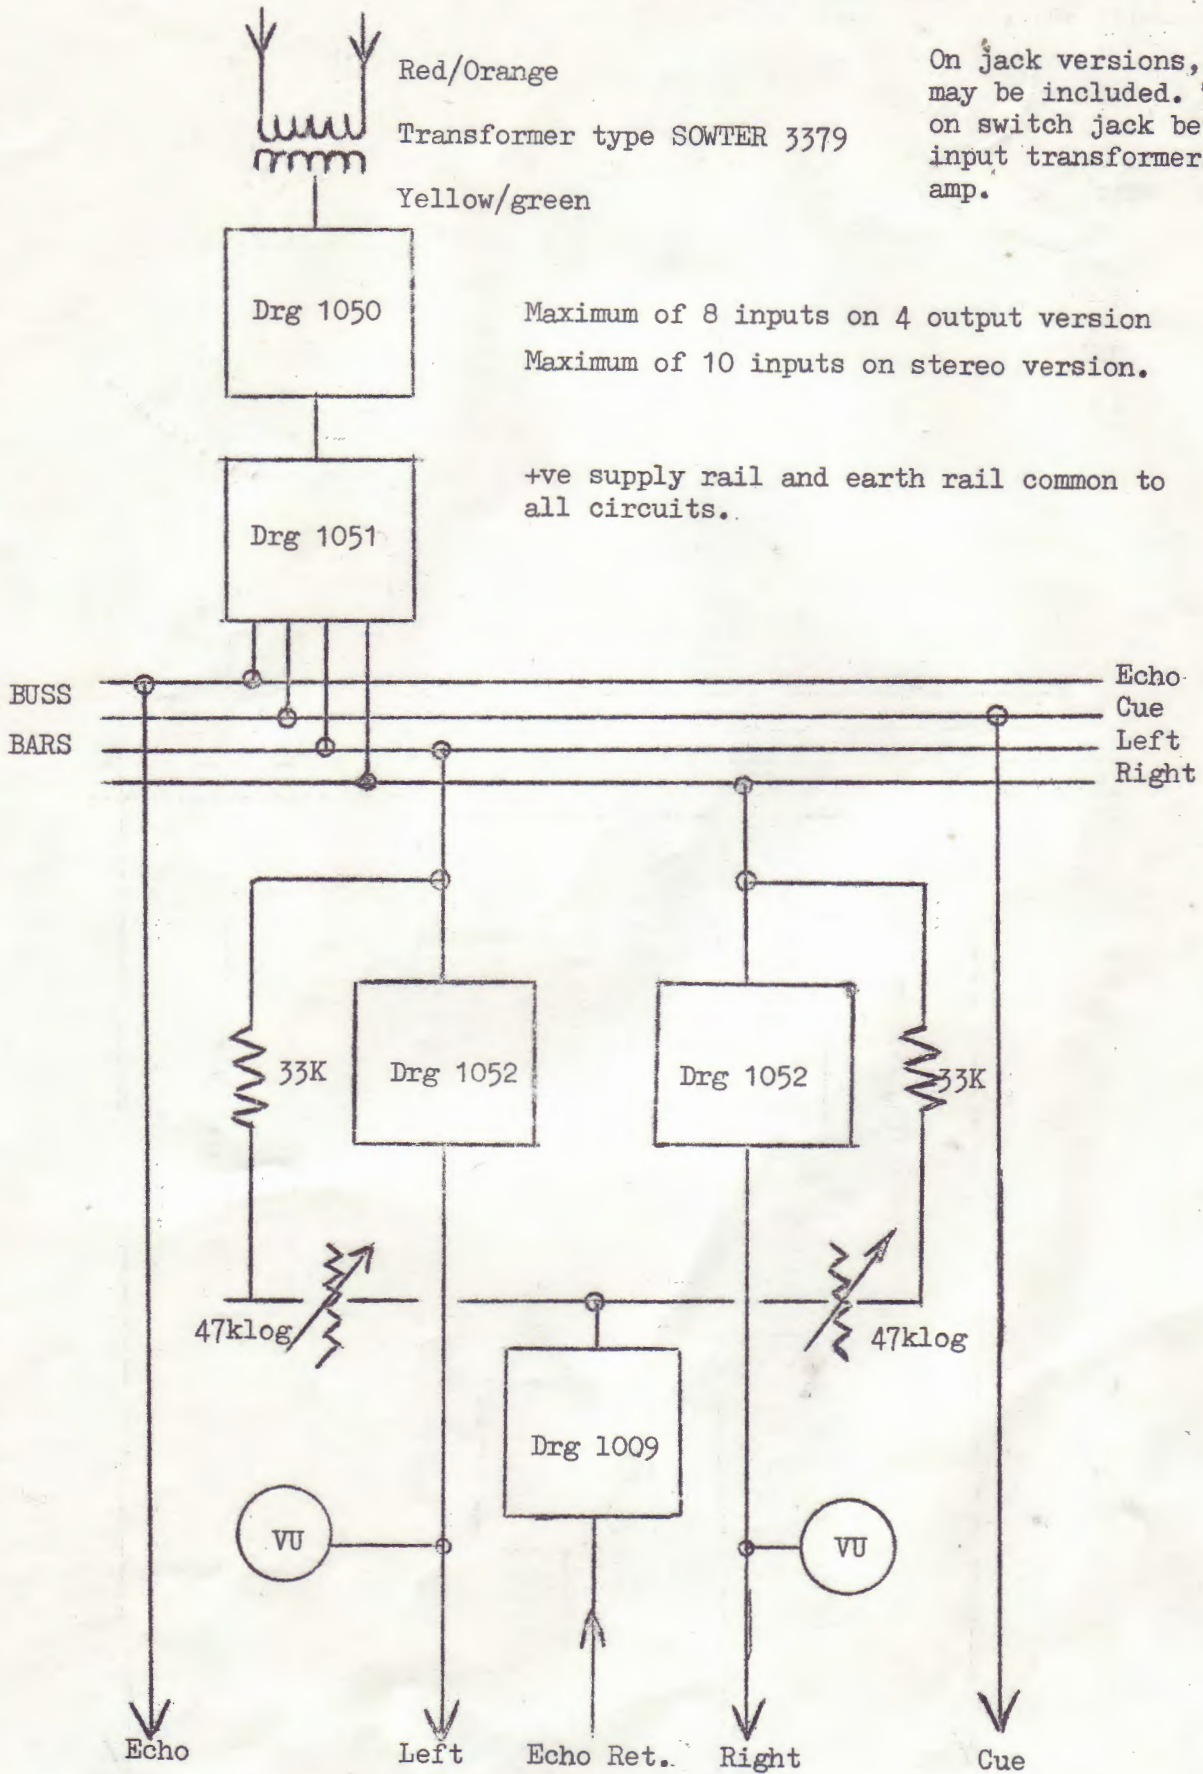 Red/Orange
Transformer type SOWTER 3379
Yellow/green
On jack versions,
may be included.
on switch jack be
input transformer
amp.
Drg 1050
Maximum of 8 inputs on 4 output version
Maximum of 10 inputs on stereo version.
+ve supply rail and earth rail common to
all circuits.
Drg 1051
BUSS
BARS
Echo
Cue
Left
Right
33K
Drg 1052
Drg 1052
33K
47klog
47klog
Drg 1009
VU
VU
Echo
Left
Echo Ret.
Right
Cue